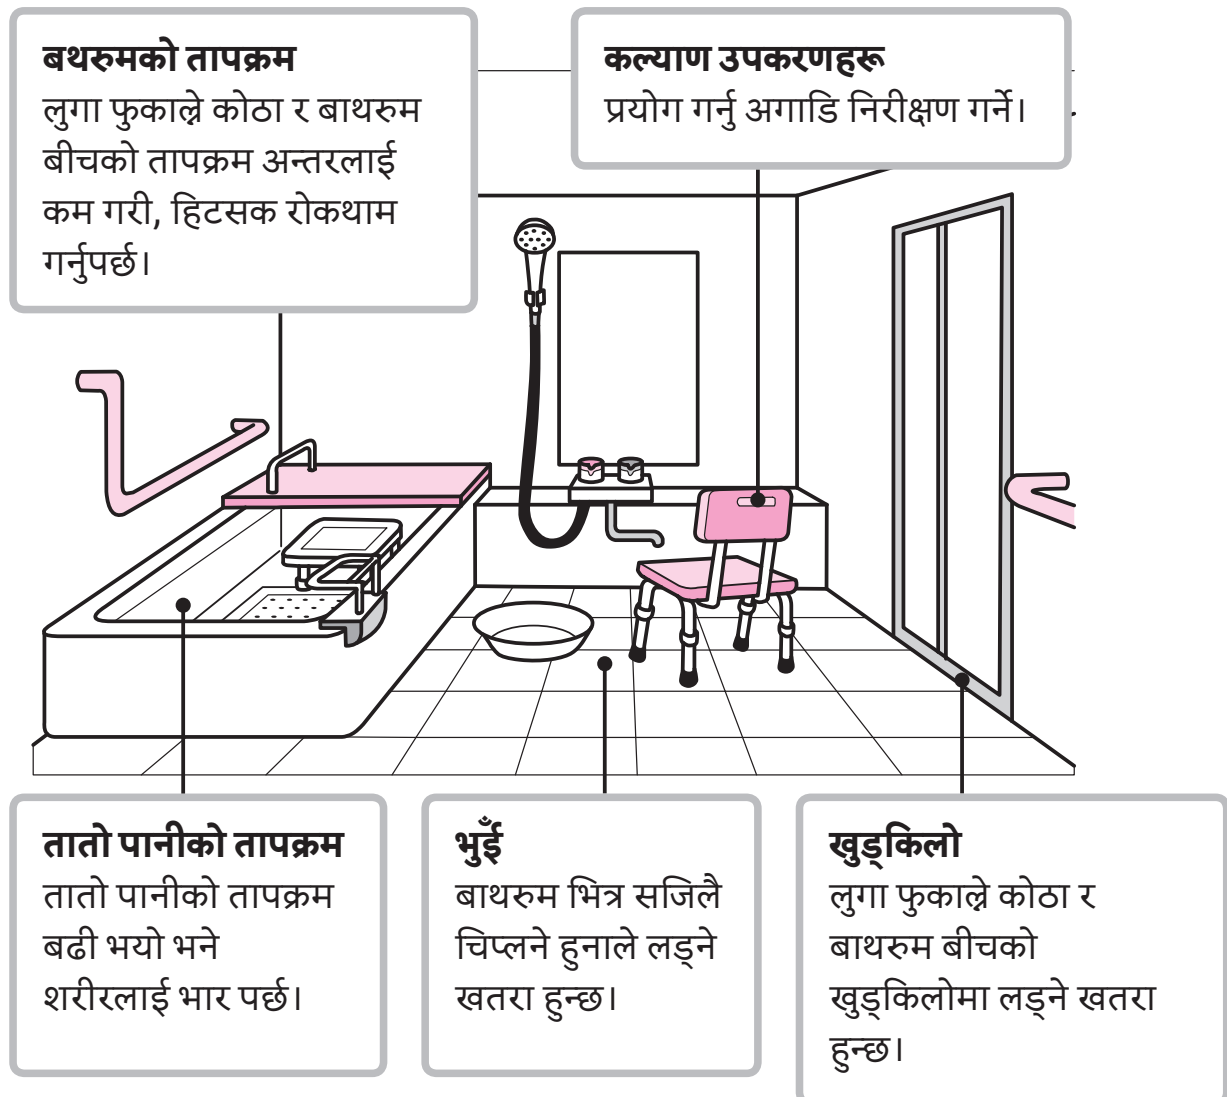 बथरुमको तापक्रम
लुगा फुकाल्ने कोठा र बाथरुम
बीचको तापक्रम अन्तरलाई
कम गरी, हिटसक रोकथाम
गर्नुपर्छ।
कल्याण उपकरणहरू
प्रयोग गर्नु अगाडि निरीक्षण गर्ने।
तातो पानीको तापक्रम
तातो पानीको तापक्रम
बढी भयो भने
शरीरलाई भार पर्छ।
भुइँ
बाथरुम भित्र सजिलै
चिप्लने हुनाले लड्ने
खतरा हुन्छ।
खुड्किलो
लुगा फुकाल्ने कोठा र
बाथरुम बीचको
खुड्किलोमा लड्ने खतरा
हुन्छ।